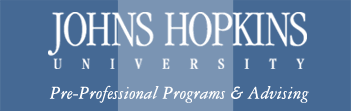 JOHNS HOPKINS
UNIVERSITY
Pre-Professional Programs & Advising